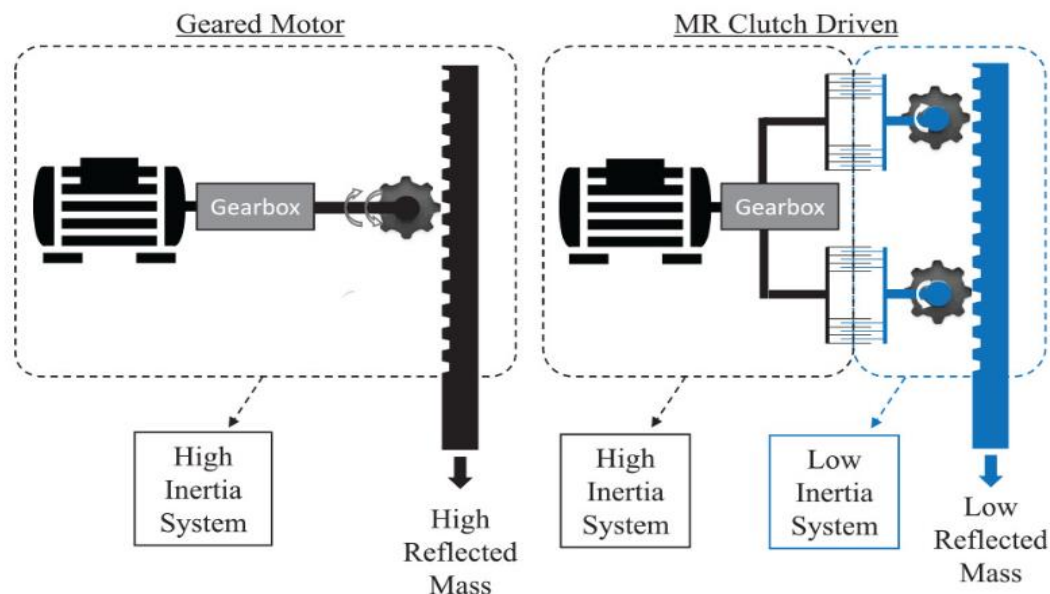 Geared Motor
Gearbox
High
Inertia
System
High
Reflected
Mass
MR Clutch Driven
Gearbox
High
Inertia
System
Low
Inertia
System
Low
Reflected
Mass